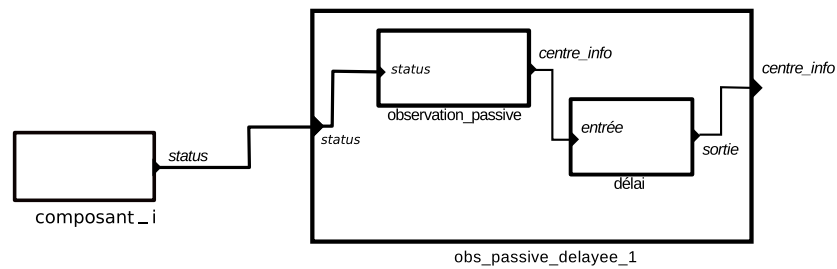 centre_info
centre_info
status
observation_passive
entrée
status
status
sortie
délai
composant_i
obs_passive_delayee_1